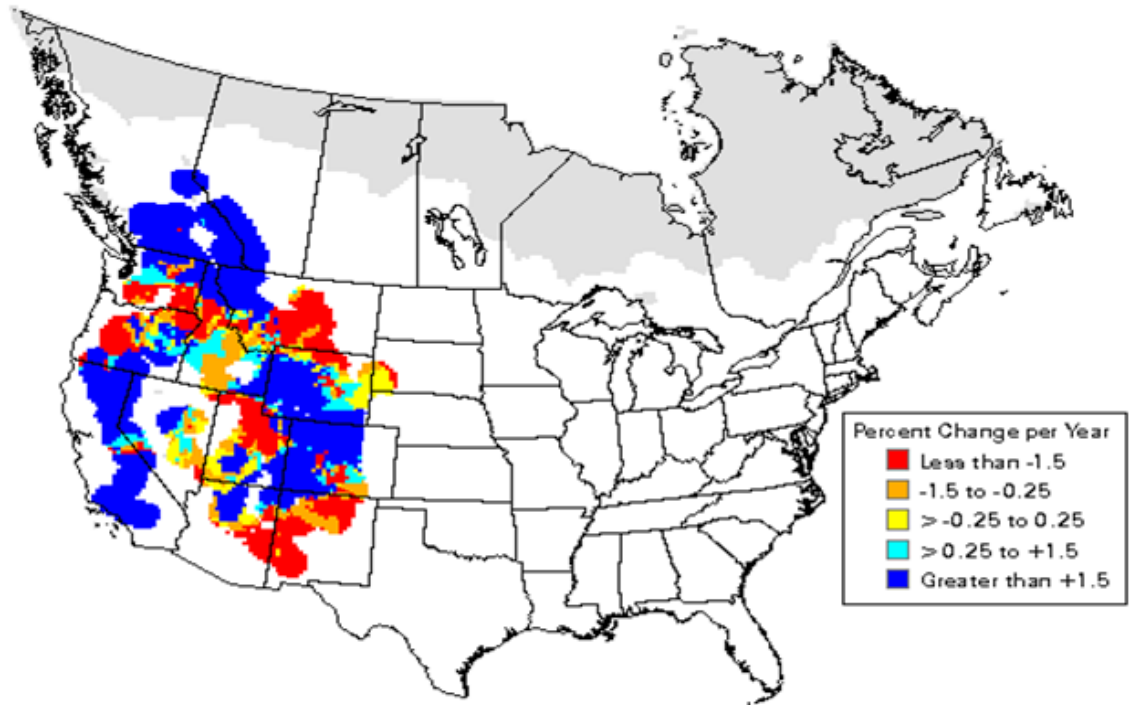 Percent Change per Year
Less than -1.5
-1.5 to -0.25
> -0.25 to 0.25
> 0.25 to +1.5
Greater than +1.5